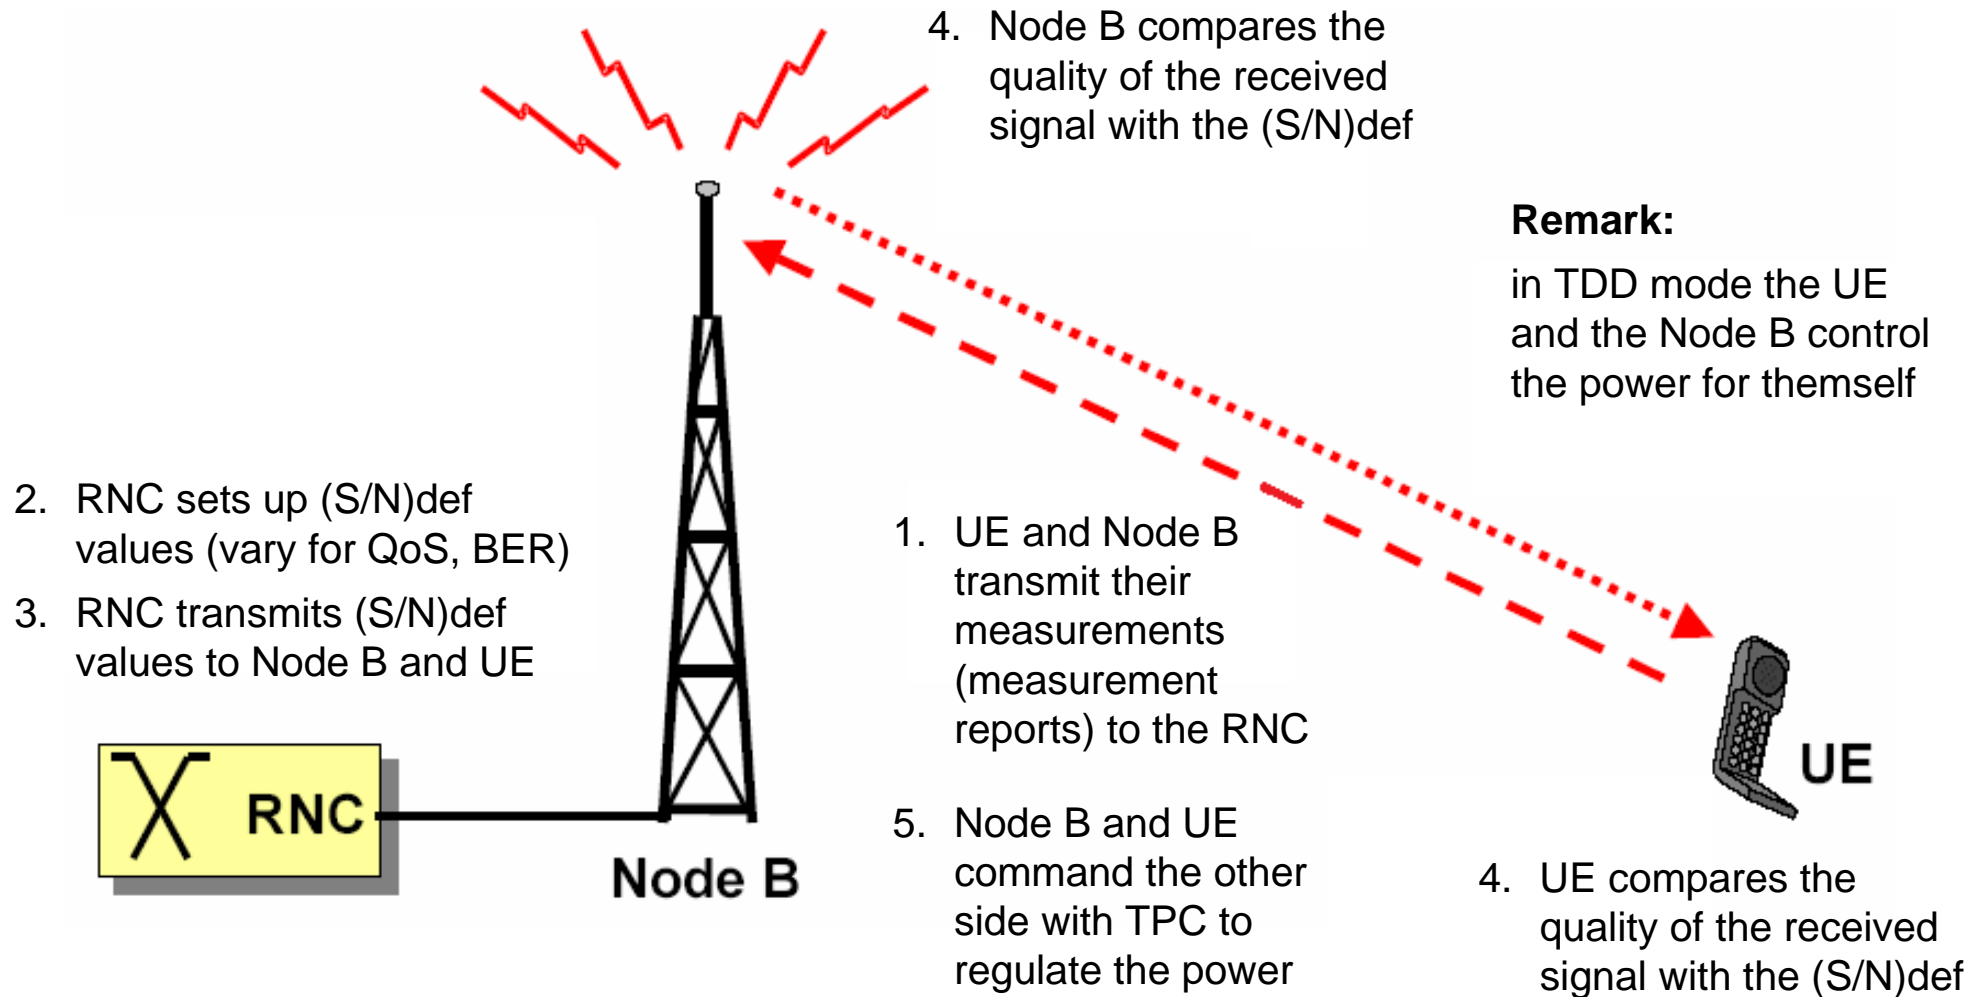 4. Node B compares the
quality of the received
signal with the (S/N)def
Remark:
in TDD mode the UE
and the Node B control
the power for themself
2. RNC sets up (S/N)def
values (vary for QoS, BER)
3. RNC transmits (S/N)def
values to Node B and UE
1. UE and Node B
transmit their
measurements
(measurement
reports) to the RNC
RNC
Node B
UE
5. Node B and UE
command the other
side with TPC to
regulate the power
4. UE compares the
quality of the received
signal with the (S/N)def